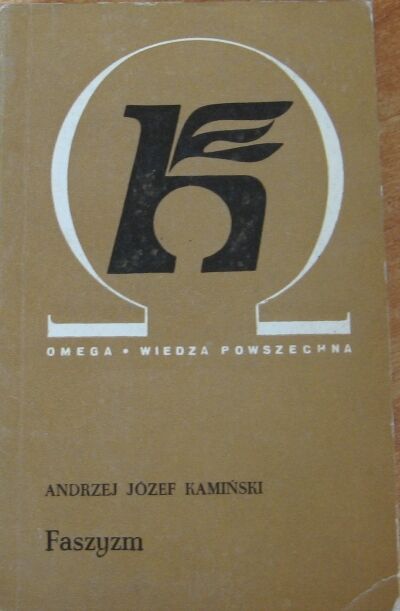 OMEGA • WIEDZA POWSZECHNA
ANDRZEJ JÓZEF KAMIŃSKI
Faszyzm